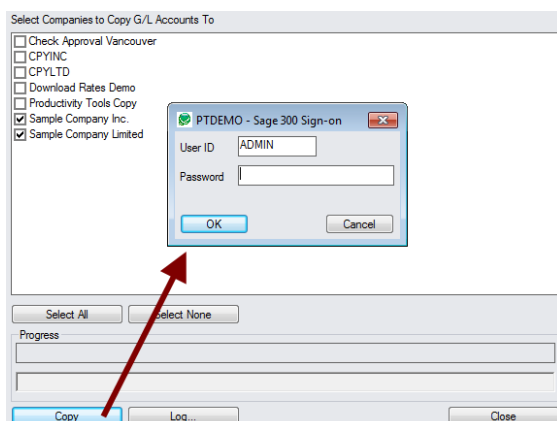 Select Companies to Copy G/L Accounts To
Check Approval Vancouver
CPYINC
CPYLTD
Download Rates Demo
Productivity Tools Copy
Sample Company Inc.
Sample Company Limited
PTDEMO - Sage 300 Sign-on
User ID ADMIN
Password
OK Cancel
Select All Select None
Progress
Copy Log... Close